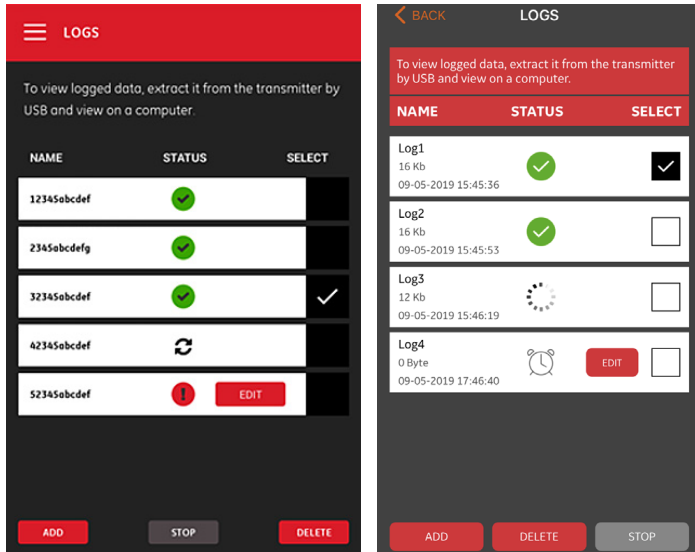 LOGS
To view logged data, extract it from the transmitter by
USB and view on a computer.
NAME STATUS SELECT
12345abcdef
2345abcdefg
32345abcdef
42345abcdef
52345abcdef EDIT
ADD STOP DELETE
BACK LOGS
To view logged data, extract it from the transmitter
by USB and view on a computer.
NAME STATUS SELECT
Log1
16 Kb
09-05-2019 15:45:36
Log2
16 Kb
09-05-2019 15:45:53
Log3
12 Kb
09-05-2019 15:46:19
Log4
0 Byte EDIT
09-05-2019 17:46:40
ADD DELETE STOP